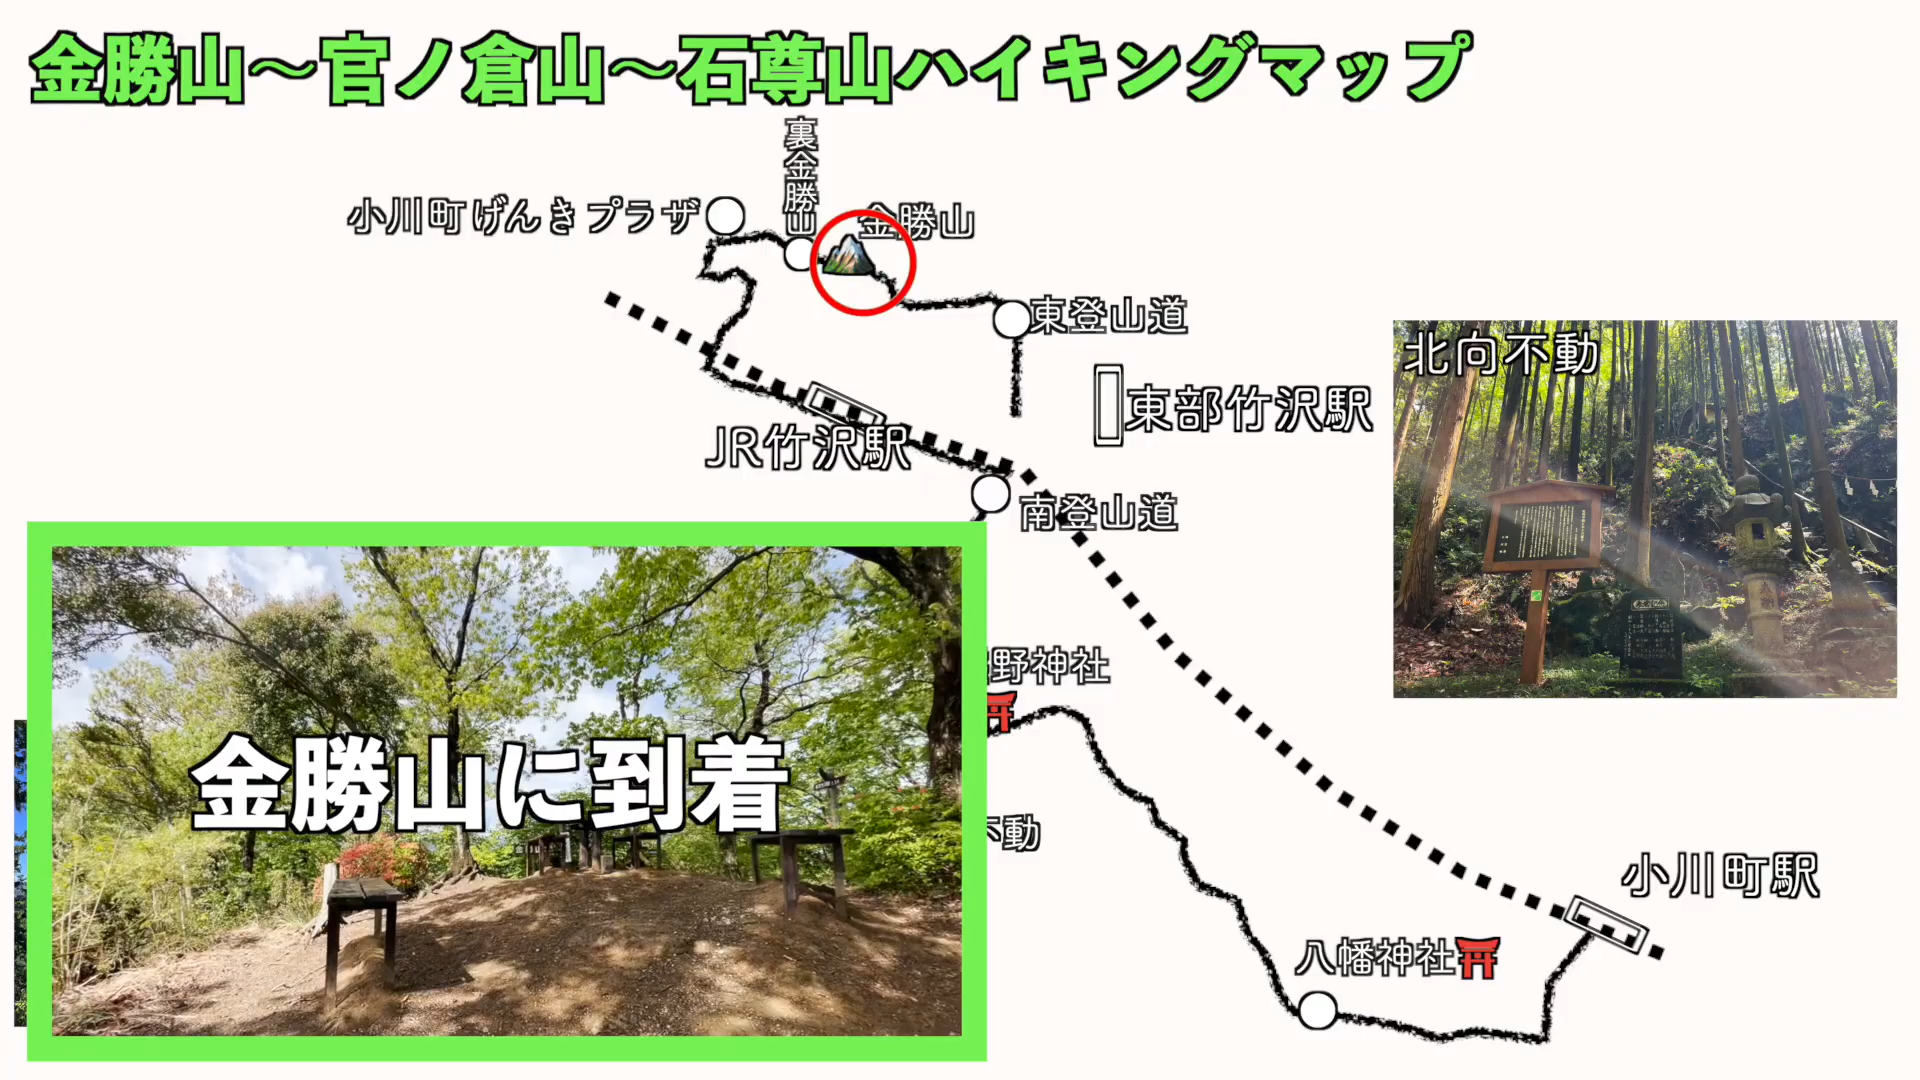 金勝山～官ノ倉山～石尊山ハイキングマップ
裏金勝山
小川町げんきプラザ
金勝山
東登山道
北向不動
東部竹沢駅
JR竹沢駅
南登山道
野神社
金勝山に到着
不動
小川町駅
八幡神社